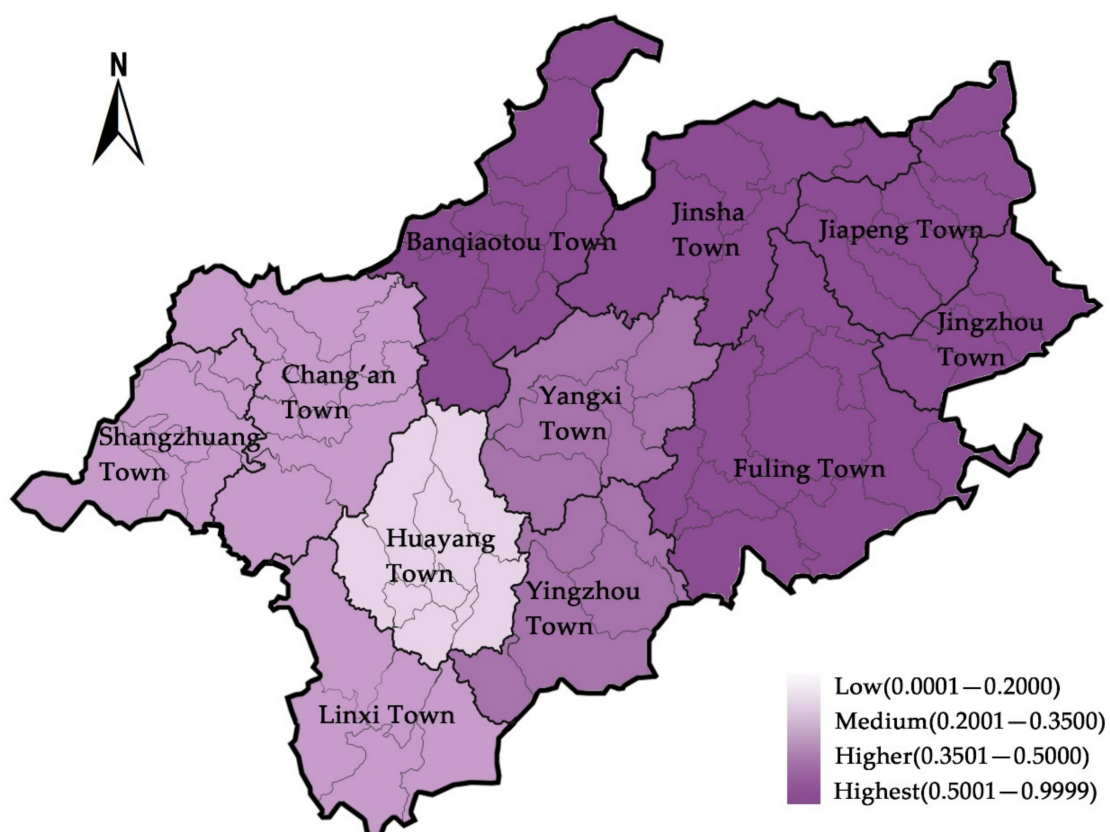 N
Jinsha
Town
Banqiaotou Town
Jiapeng Town
Jingzhou
Town
Chang'an
Town
Yangxi
Town
Shangzhuang
Town
Fuling Town
Huayang
Town
Yingzhou
Town
Linxi Town
Low(0.0001—0.2000)
Medium(0.2001—0.3500)
Higher(0.3501—0.5000)
Highest(0.5001—0.9999)